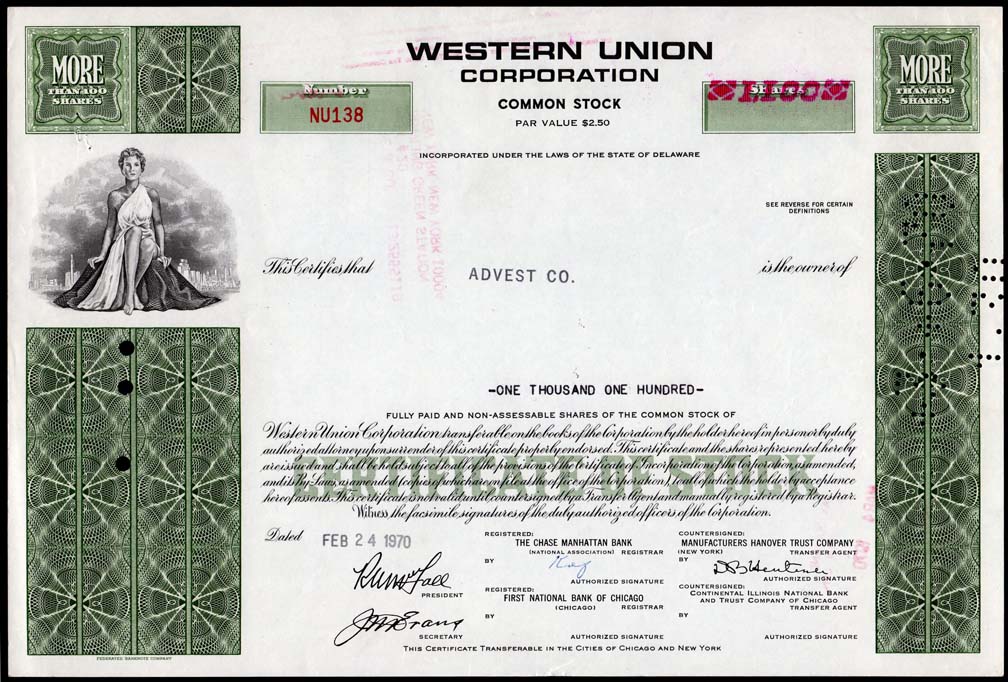 MORE
THAN 400
SHARES
WESTERN UNION
CORPORATION
COMMON STOCK
PAR VALUE $2.50
MORE
THAN 400
SHARES
Number
NU138
Shares
INCORPORATED UNDER THE LAWS OF THE STATE OF DELAWARE
SEE REVERSE FOR CERTAIN
DEFINITIONS
This Certifies that
ADVEST CO.
is the owner of
-ONE THOUSAND ONE HUNDRED-
FULLY PAID AND NON-ASSESSABLE SHARES OF THE COMMON STOCK OF
Western Union Corporation transferable on the books of the Corporation by the holder hereof in person or by duly
authorized attorney upon surrender of this certificate properly endorsed. This certificate and the shares represented hereby
are issued and shall be held subject to all of the provisions of the Certificate of Incorporation of the Corporation, as amended,
and its By-Laws, as amended (copies of which are on file at the office of the Corporation), to all of which the holder by acceptance
hereof assents. This certificate is not valid until countersigned by a Transfer Agent and manually registered by a Registrar.
Witness the facsimile signatures of the duly authorized officers of the Corporation.
Dated
FEB 24 1970
PRESIDENT
SECRETARY
REGISTERED:
THE CHASE MANHATTAN BANK
(NATIONAL ASSOCIATION) REGISTRAR
BY
AUTHORIZED SIGNATURE
REGISTERED:
FIRST NATIONAL BANK OF CHICAGO
(CHICAGO) REGISTRAR
BY
AUTHORIZED SIGNATURE
COUNTERSIGNED:
MANUFACTURERS HANOVER TRUST COMPANY
(NEW YORK) TRANSFER AGENT
BY
AUTHORIZED SIGNATURE
COUNTERSIGNED:
CONTINENTAL ILLINOIS NATIONAL BANK
AND TRUST COMPANY OF CHICAGO
TRANSFER AGENT
BY
AUTHORIZED SIGNATURE
THIS CERTIFICATE TRANSFERABLE IN THE CITIES OF CHICAGO AND NEW YORK
FEDERATED BANKNOTE COMPANY